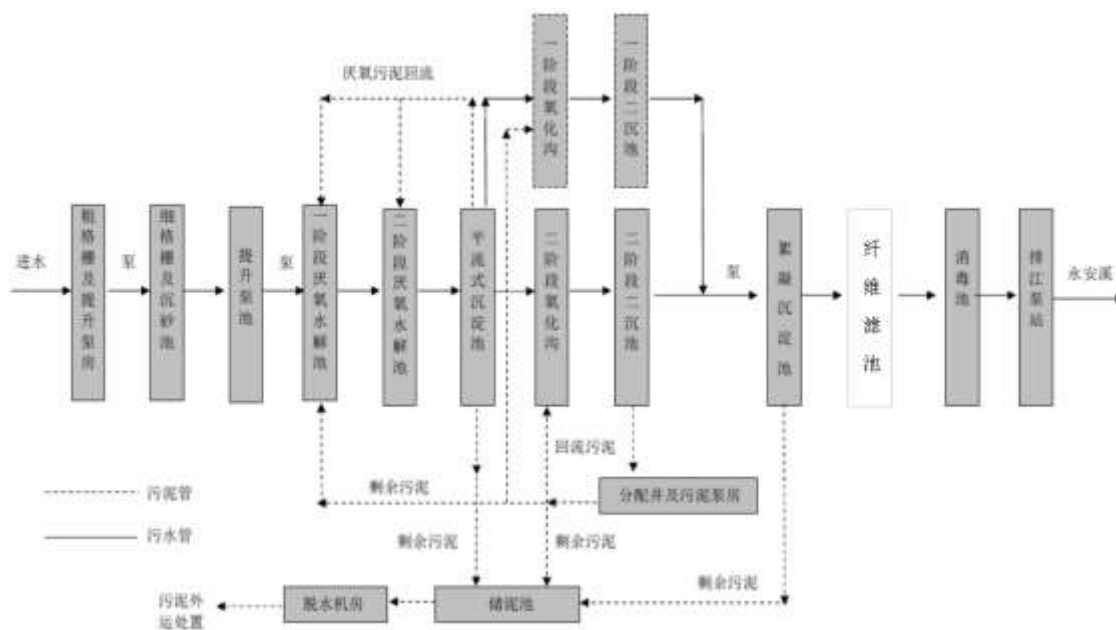 厌氧污泥回流
一阶段氧化沟
一阶段二沉池
进水
粗格栅及提升泵房
泵
细格栅及沉砂池
提升泵池
泵
一阶段厌氧水解池
二阶段厌氧水解池
平流式沉淀池
二阶段氧化沟
二阶段二沉池
泵
絮凝沉淀池
纤维滤池
消毒池
排江泵站
永安溪
回流污泥
剩余污泥
分配井及污泥泵房
污泥管
污水管
剩余污泥
剩余污泥
剩余污泥
污泥外
运处置
脱水机房
储泥池